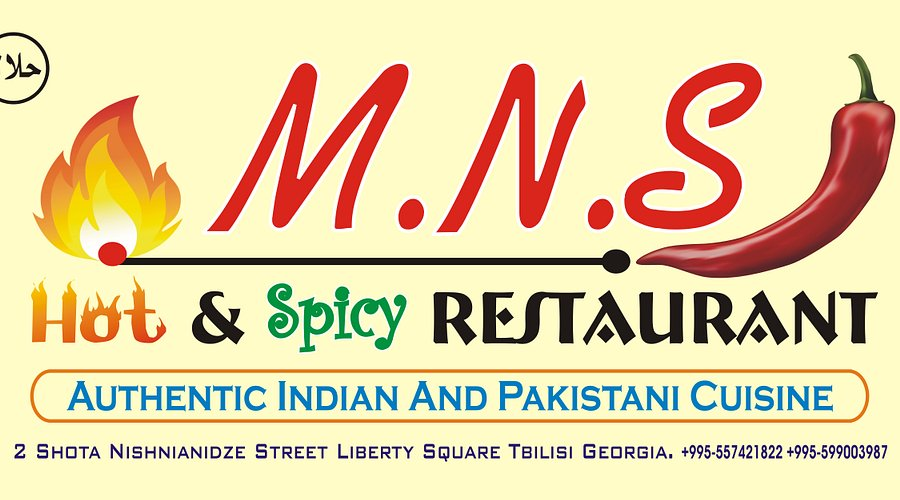 حلا
M.N.S
Hot & Spicy RESTAURANT
AUTHENTIC INDIAN AND PAKISTANI CUISINE
2 SHOTA NISHNIANIDZE STREET LIBERTY SQUARE TBILISI GEORGIA. +995-557421822 +995-599003987